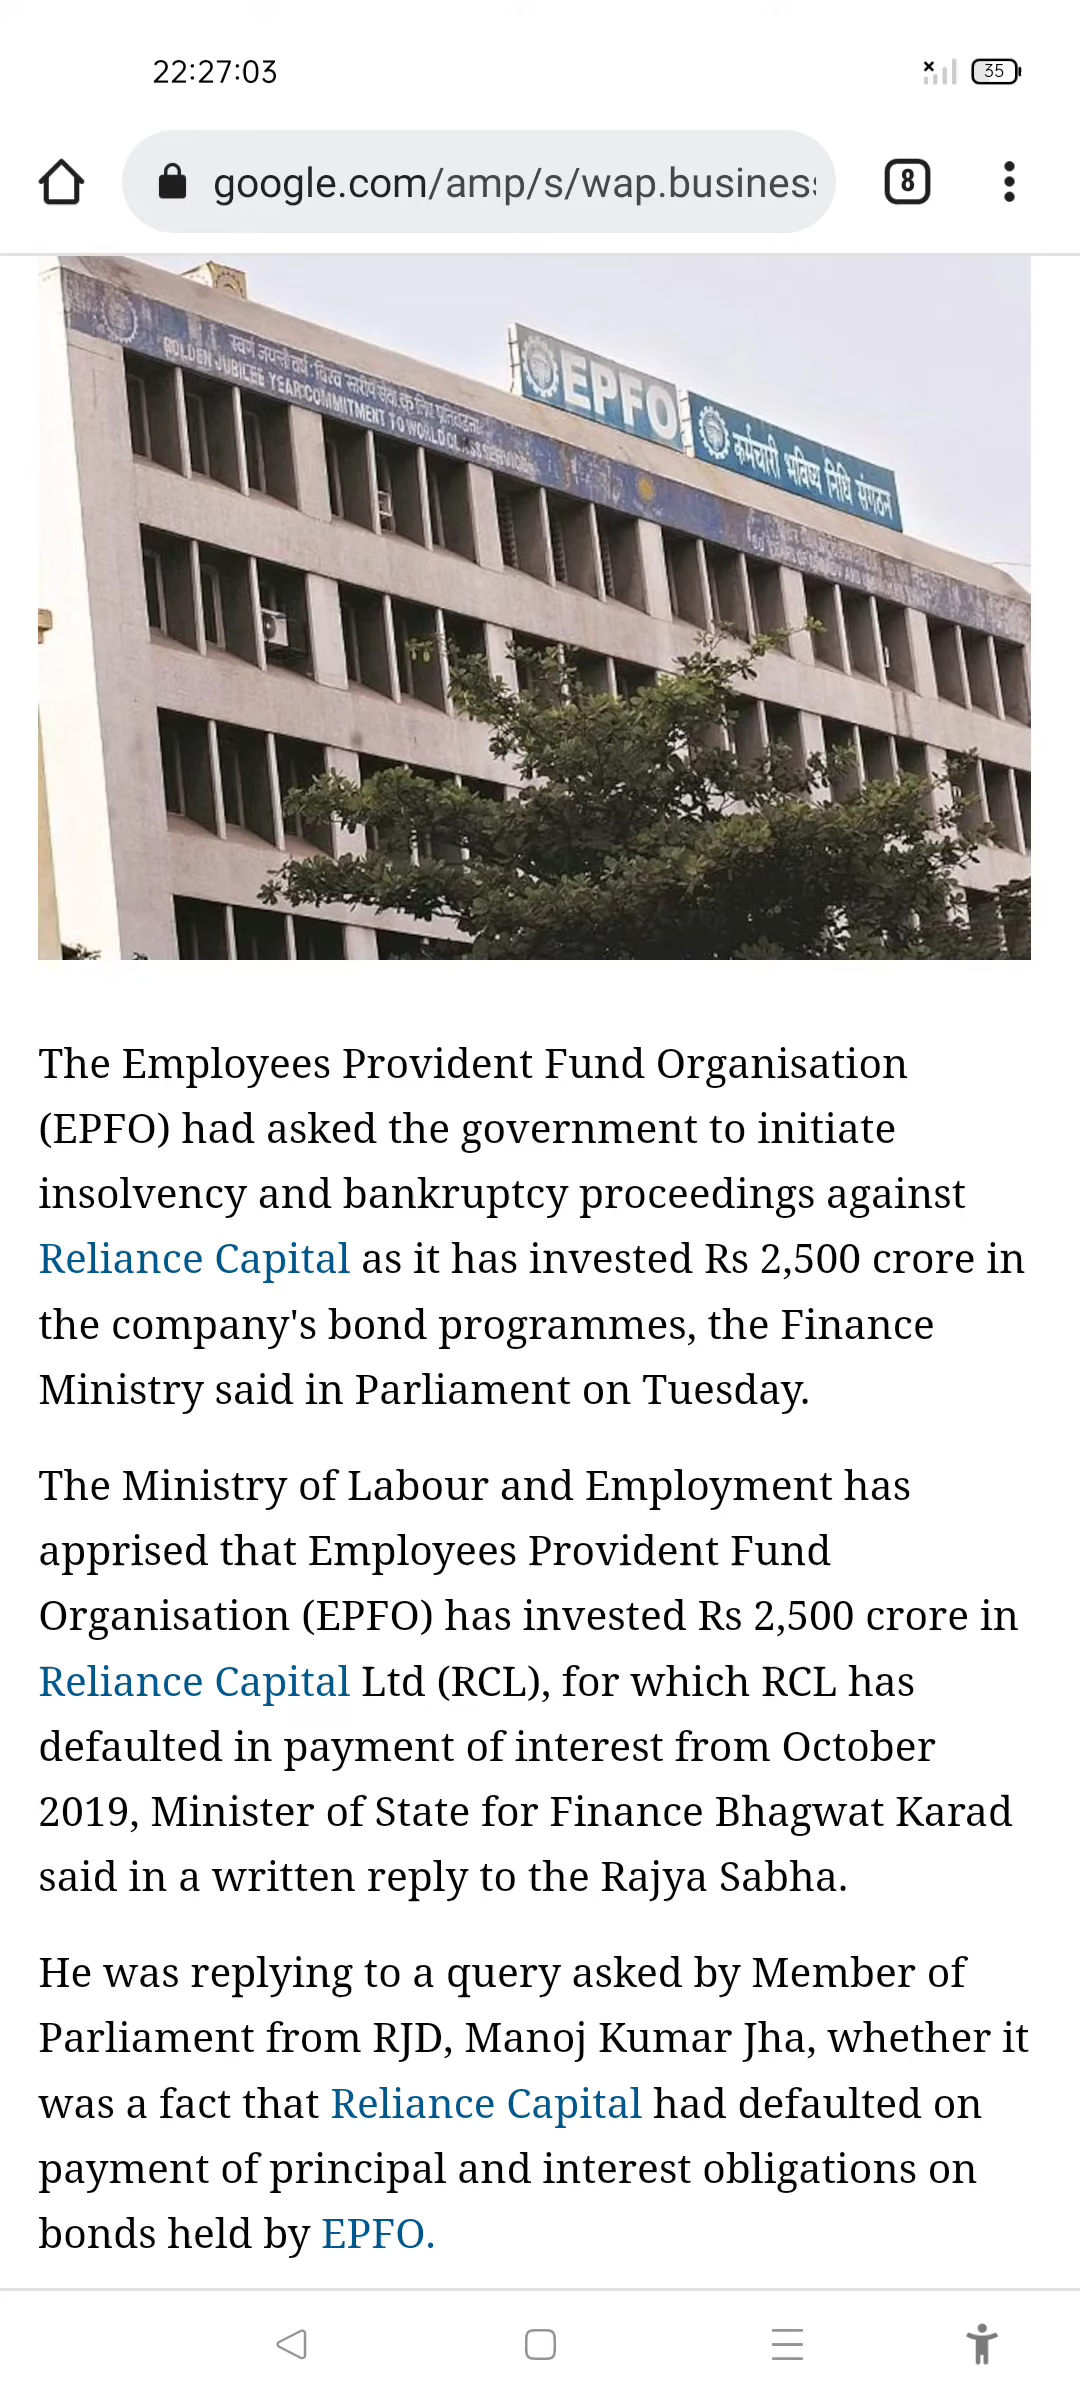 22:27:03
35
google.com/amp/s/wap.busines
8
स्वर्ण जयन्ती वर्ष : विश्व स्तरीय सेवा के लिए
GOLDEN JUBILEE YEAR COMMITMENT TO WORLD CLASS SERVICES
EPFO
कर्मचारी भविष्य निधि संगठन
The Employees Provident Fund Organisation
(EPFO) had asked the government to initiate
insolvency and bankruptcy proceedings against
Reliance Capital as it has invested Rs 2,500 crore in
the company's bond programmes, the Finance
Ministry said in Parliament on Tuesday.
The Ministry of Labour and Employment has
apprised that Employees Provident Fund
Organisation (EPFO) has invested Rs 2,500 crore in
Reliance Capital Ltd (RCL), for which RCL has
defaulted in payment of interest from October
2019, Minister of State for Finance Bhagwat Karad
said in a written reply to the Rajya Sabha.
He was replying to a query asked by Member of
Parliament from RJD, Manoj Kumar Jha, whether it
was a fact that Reliance Capital had defaulted on
payment of principal and interest obligations on
bonds held by EPFO.